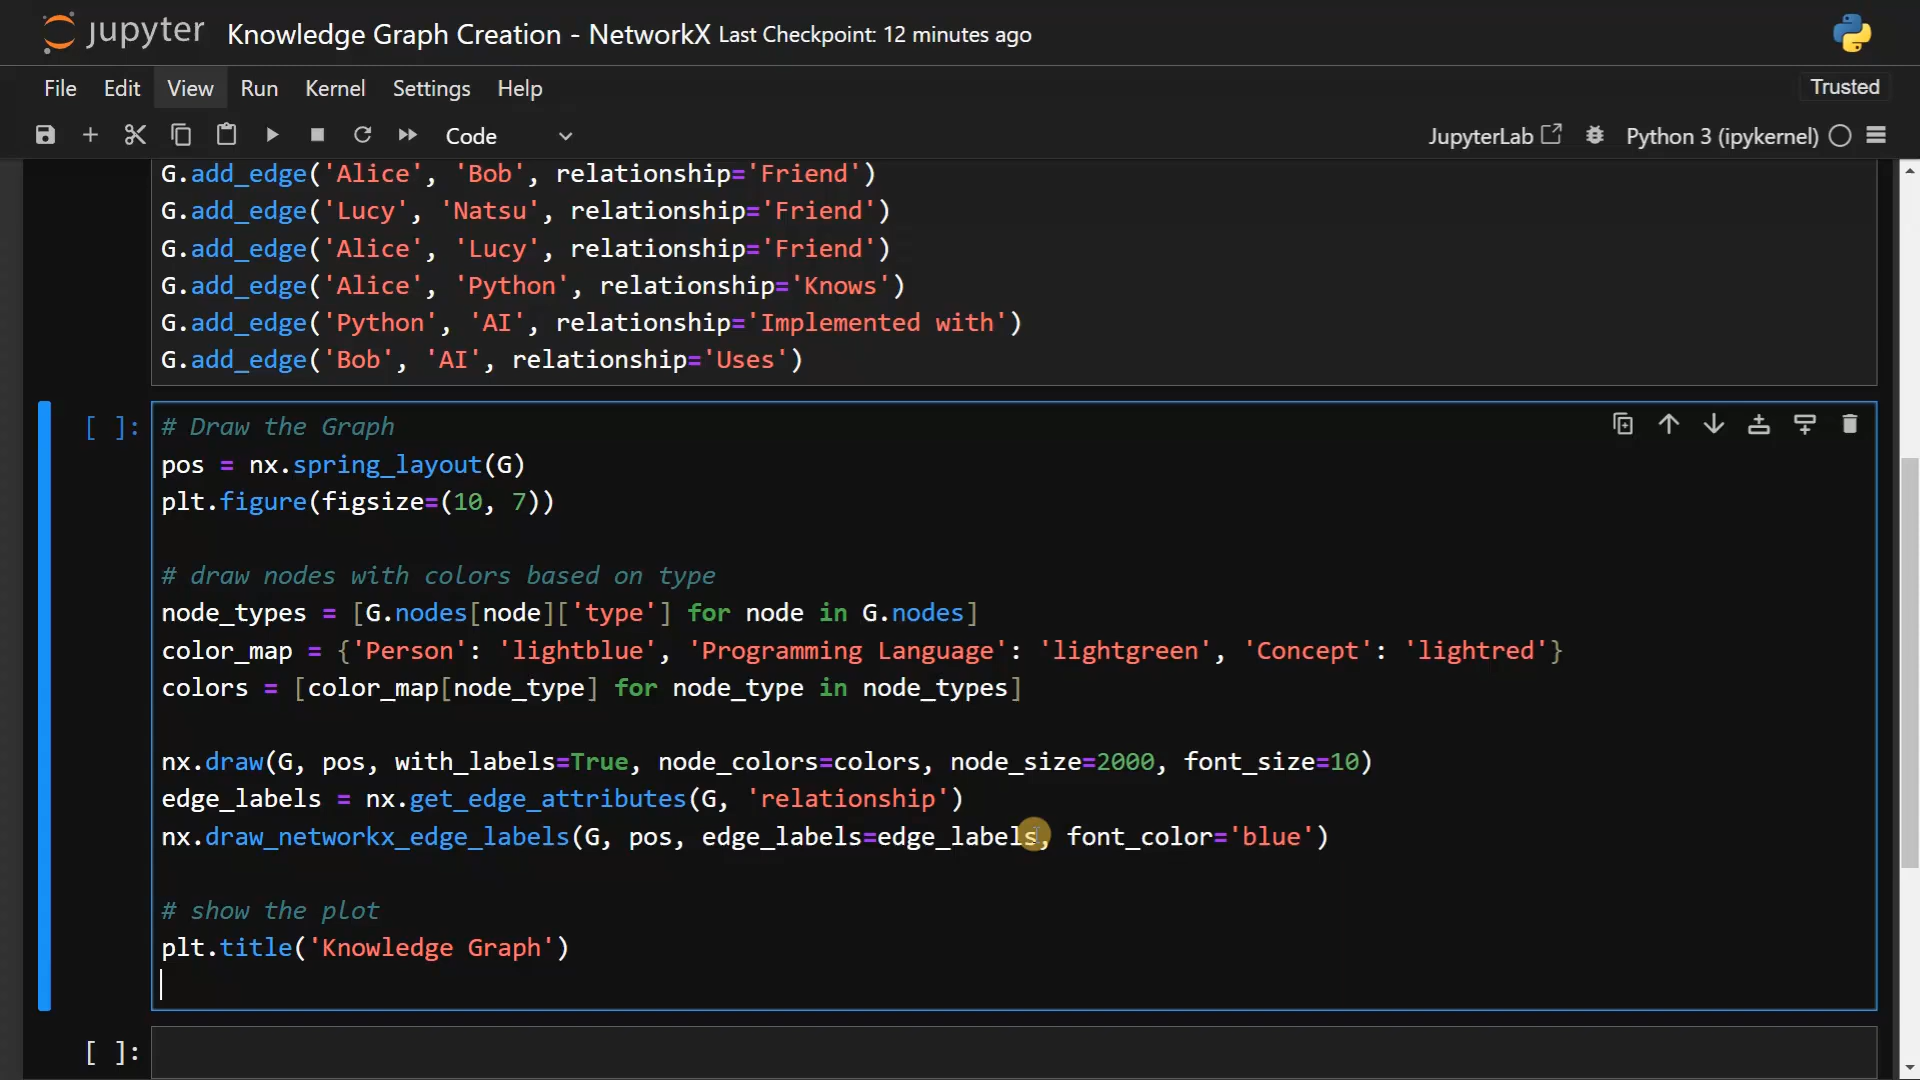 jupyter Knowledge Graph Creation - NetworkX Last Checkpoint: 12 minutes ago
File Edit View Run Kernel Settings Help Trusted
Code JupyterLab Python 3 (ipykernel)
G.add_edge('Alice', 'Bob', relationship='Friend')
G.add_edge('Lucy', 'Natsu', relationship='Friend')
G.add_edge('Alice', 'Lucy', relationship='Friend')
G.add_edge('Alice', 'Python', relationship='Knows')
G.add_edge('Python', 'AI', relationship='Implemented with')
G.add_edge('Bob', 'AI', relationship='Uses')
[ ]: # Draw the Graph
pos = nx.spring_layout(G)
plt.figure(figsize=(10, 7))
# draw nodes with colors based on type
node_types = [G.nodes[node]['type'] for node in G.nodes]
color_map = {'Person': 'lightblue', 'Programming Language': 'lightgreen', 'Concept': 'lightred'}
colors = [color_map[node_type] for node_type in node_types]
nx.draw(G, pos, with_labels=True, node_colors=colors, node_size=2000, font_size=10)
edge_labels = nx.get_edge_attributes(G, 'relationship')
nx.draw_networkx_edge_labels(G, pos, edge_labels=edge_labels, font_color='blue')
# show the plot
plt.title('Knowledge Graph')
[ ]: